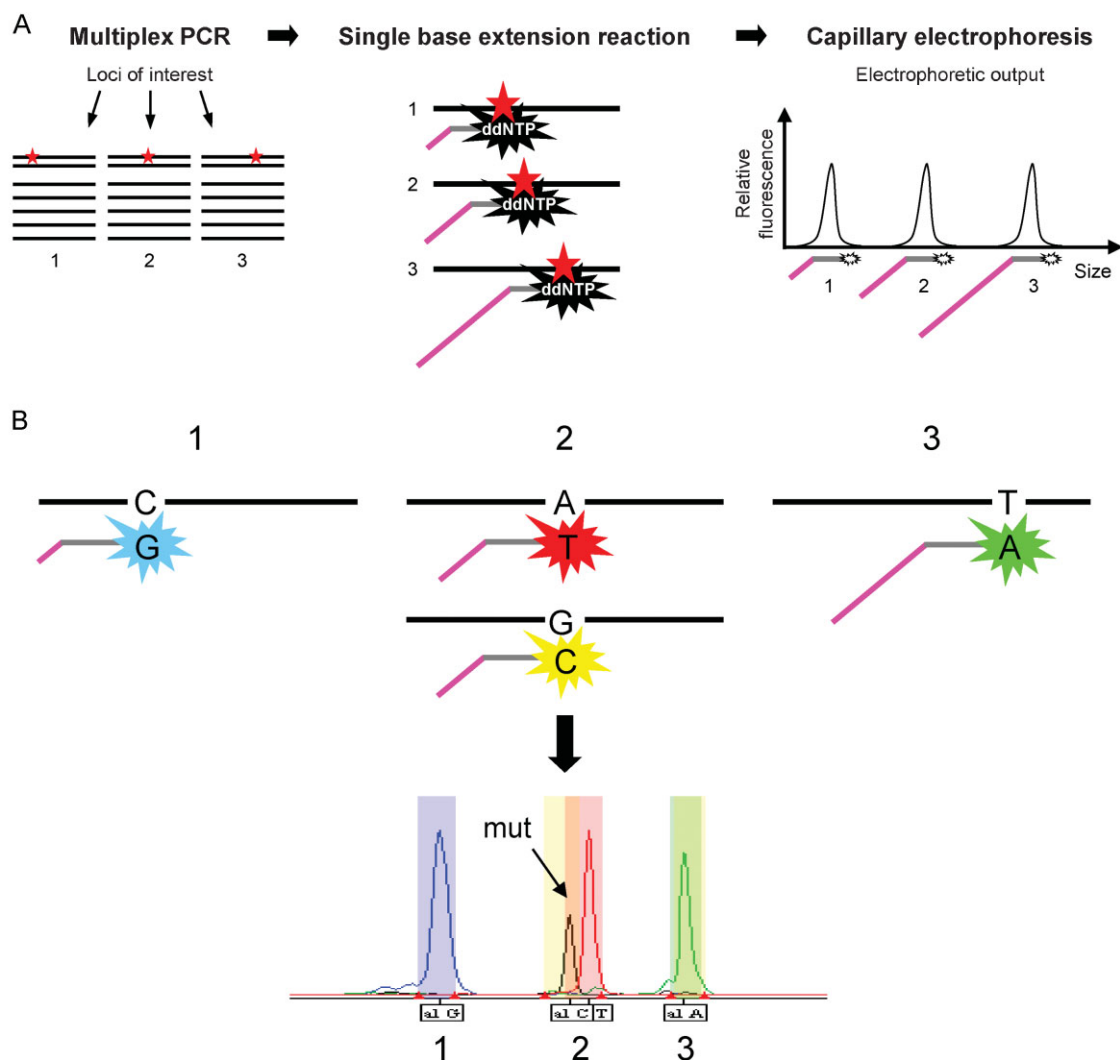 A
Multiplex PCR
Single base extension reaction
Capillary electrophoresis
Loci of interest
Electrophoretic output
1 2 3
1
ddNTP
2
ddNTP
3
ddNTP
Relative
fluorescence
Size
1 2 3
B
1 2 3
C
G
A
T
T
A
G
C
mut
al G
al C T
al A
1 2 3